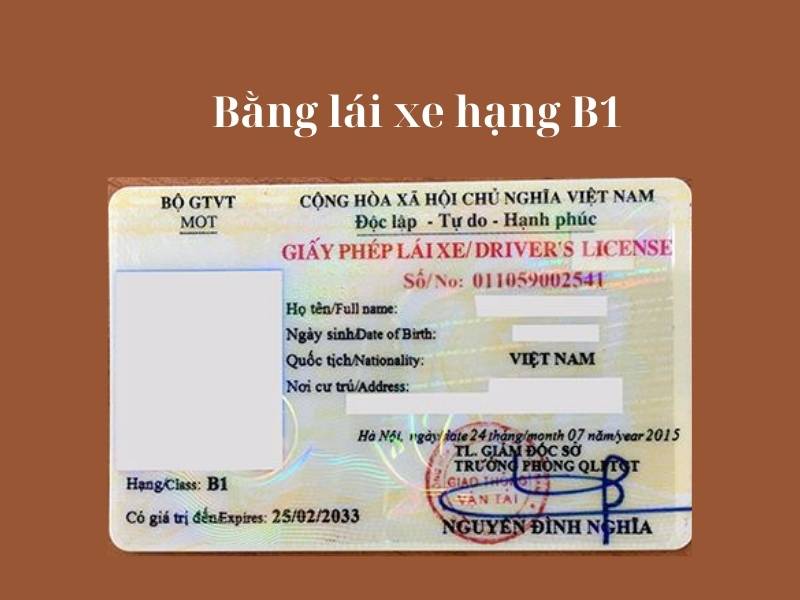 Bằng lái xe hạng B1
BỘ GTVT
MOT
CỘNG HÒA XÃ HỘI CHỦ NGHĨA VIỆT NAM
Độc lập - Tự do - Hạnh phúc
GIẤY PHÉP LÁI XE/DRIVER'S LICENSE
Số/No: 011059002541
Họ tên/Full name:
Ngày sinh/Date of Birth:
Quốc tịch/Nationality: VIỆT NAM
Nơi cư trú/Address:
Hà Nội, ngày/date 24 tháng/month 07 năm/year 2015
TL. GIÁM ĐỐC SỞ
TRƯỞNG PHÒNG QLPTGT
GIAO THÔNG
VẬN TẢI
NGUYỄN ĐÌNH NGHĨA
Hạng/Class: B1
Có giá trị đến/Expires: 25/02/2033